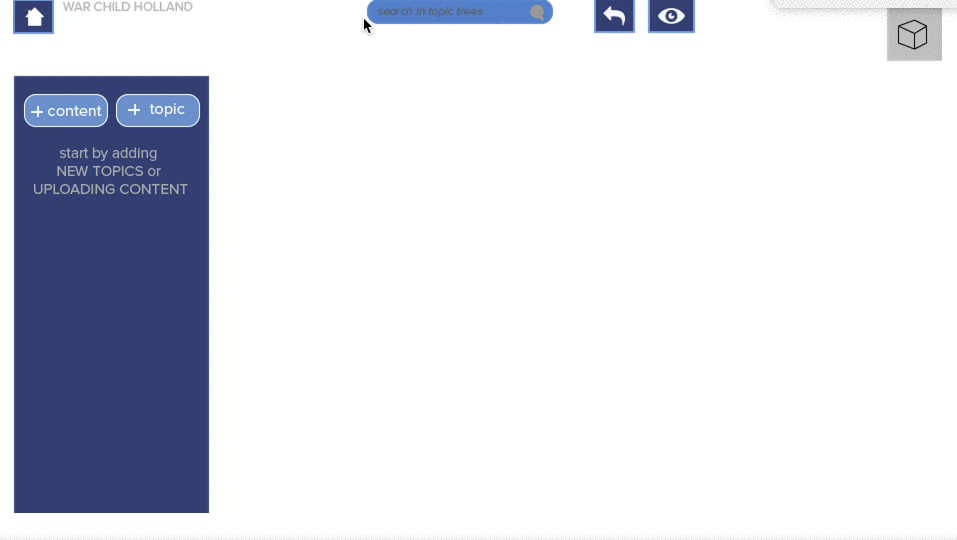 WAR CHILD HOLLAND
search in topic trees
+ content
+ topic
start by adding
NEW TOPICS or
UPLOADING CONTENT